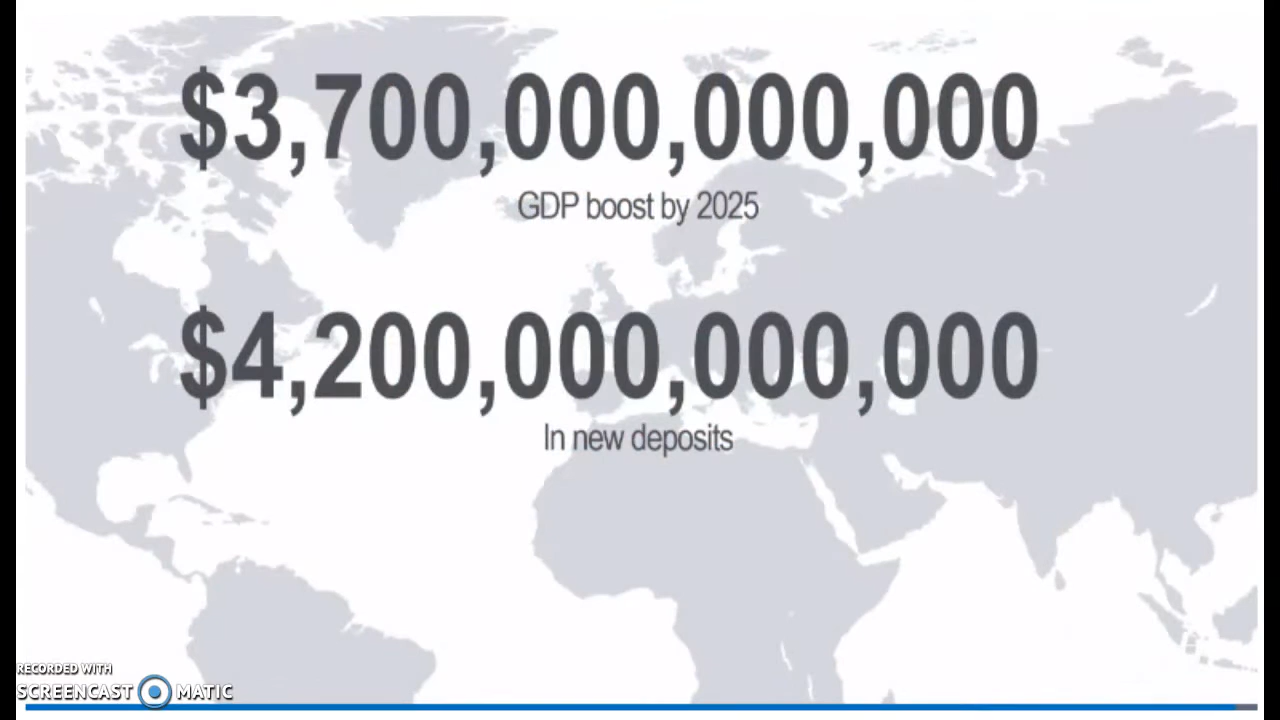 $3,700,000,000,000
GDP boost by 2025
$4,200,000,000,000
In new deposits
RECORDED WITH
SCREENCAST MATIC